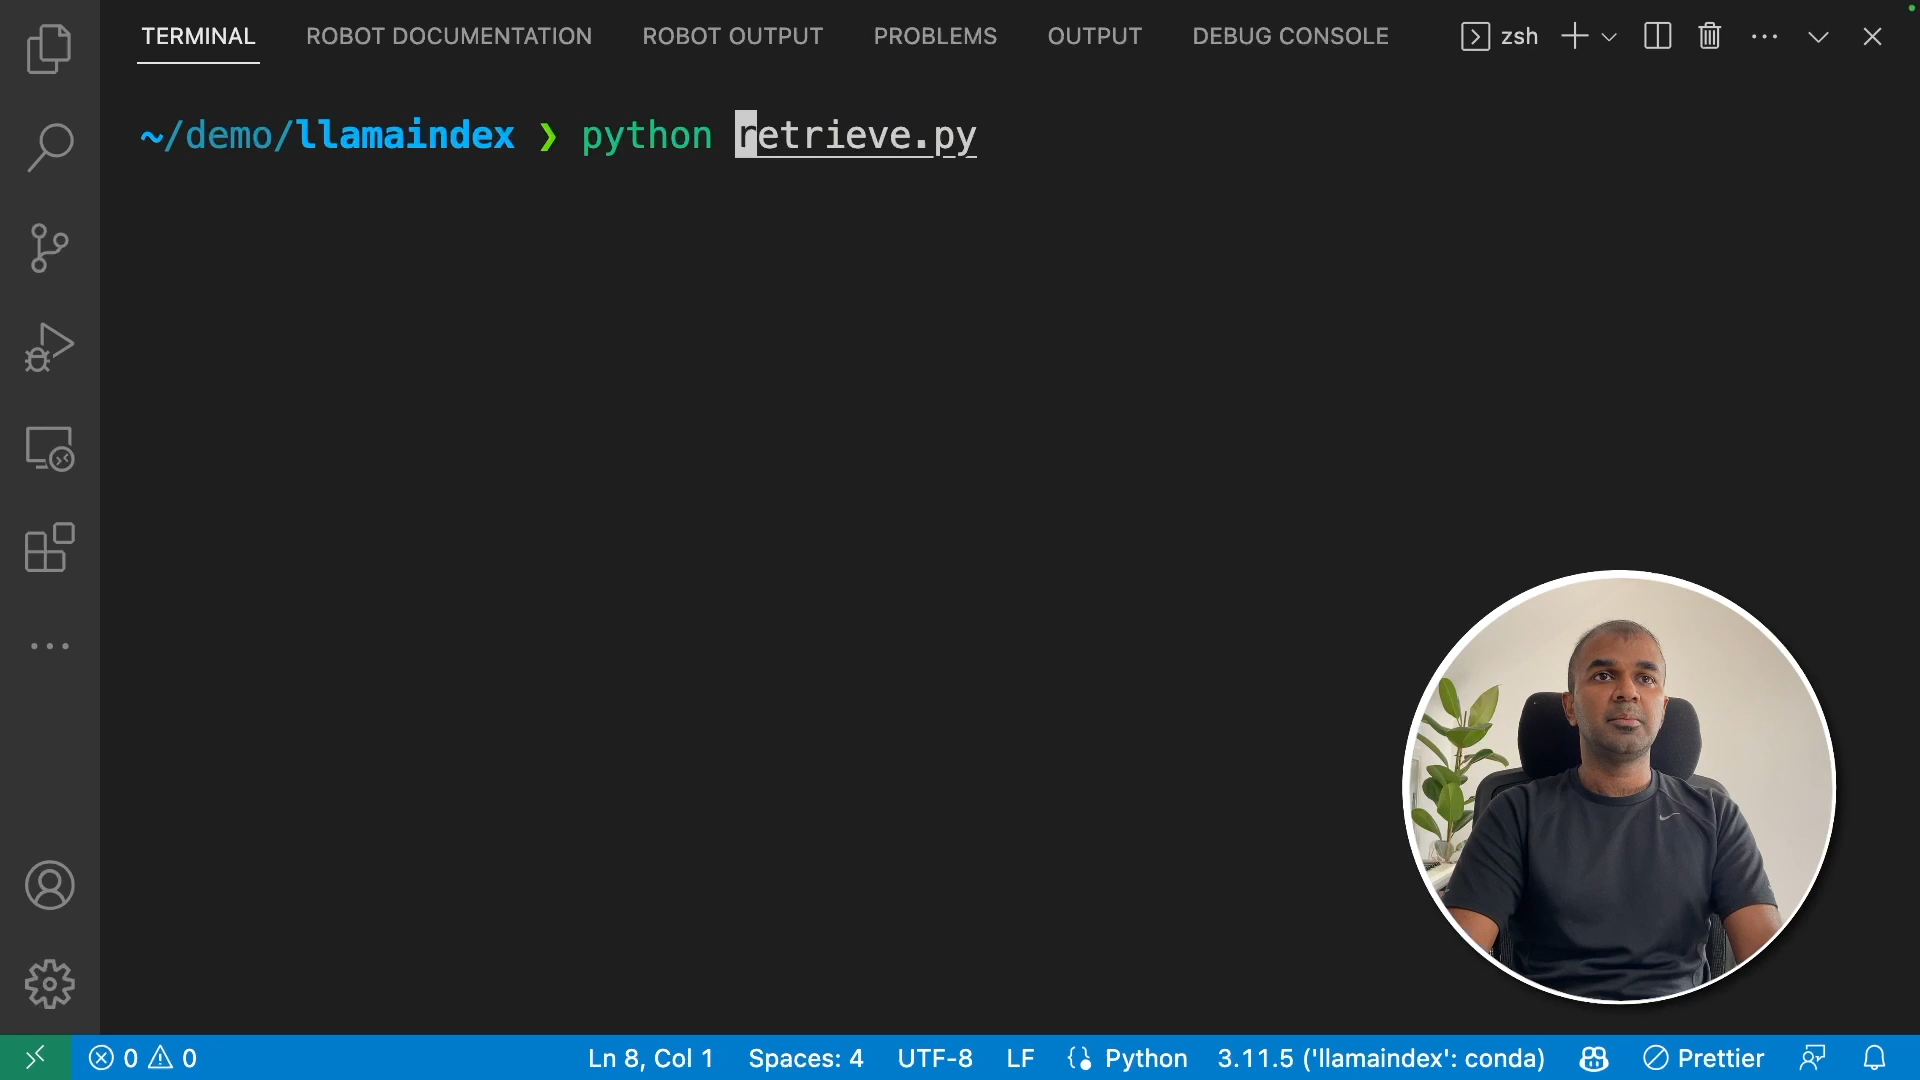 TERMINAL ROBOT DOCUMENTATION ROBOT OUTPUT PROBLEMS OUTPUT DEBUG CONSOLE zsh
~/demo/llamaindex ❯ python retrieve.py
0 0 Ln 8, Col 1 Spaces: 4 UTF-8 LF Python 3.11.5 ('llamaindex': conda) Prettier